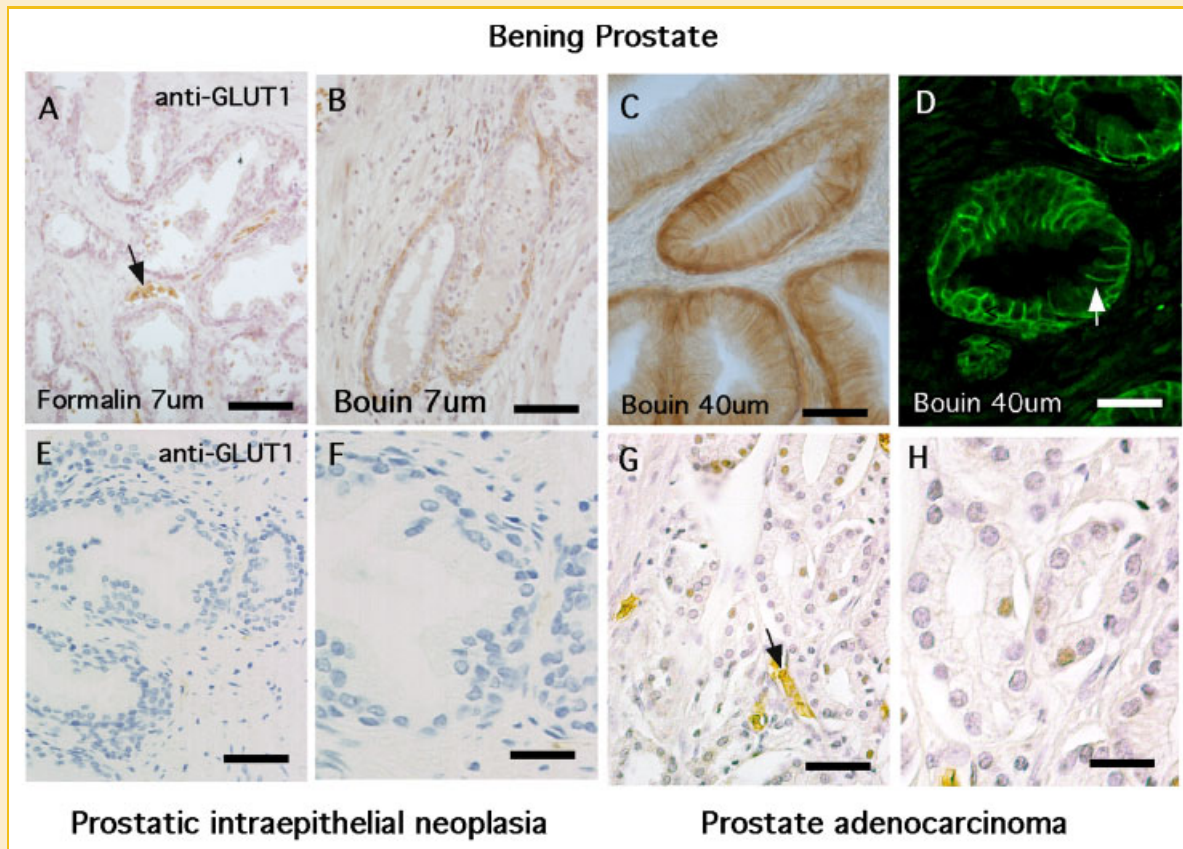 Bening Prostate
A
anti-GLUT1
B
C
D
Formalin 7um
Bouin 7um
Bouin 40um
Bouin 40um
E
anti-GLUT1
F
G
H
Prostatic intraepithelial neoplasia
Prostate adenocarcinoma